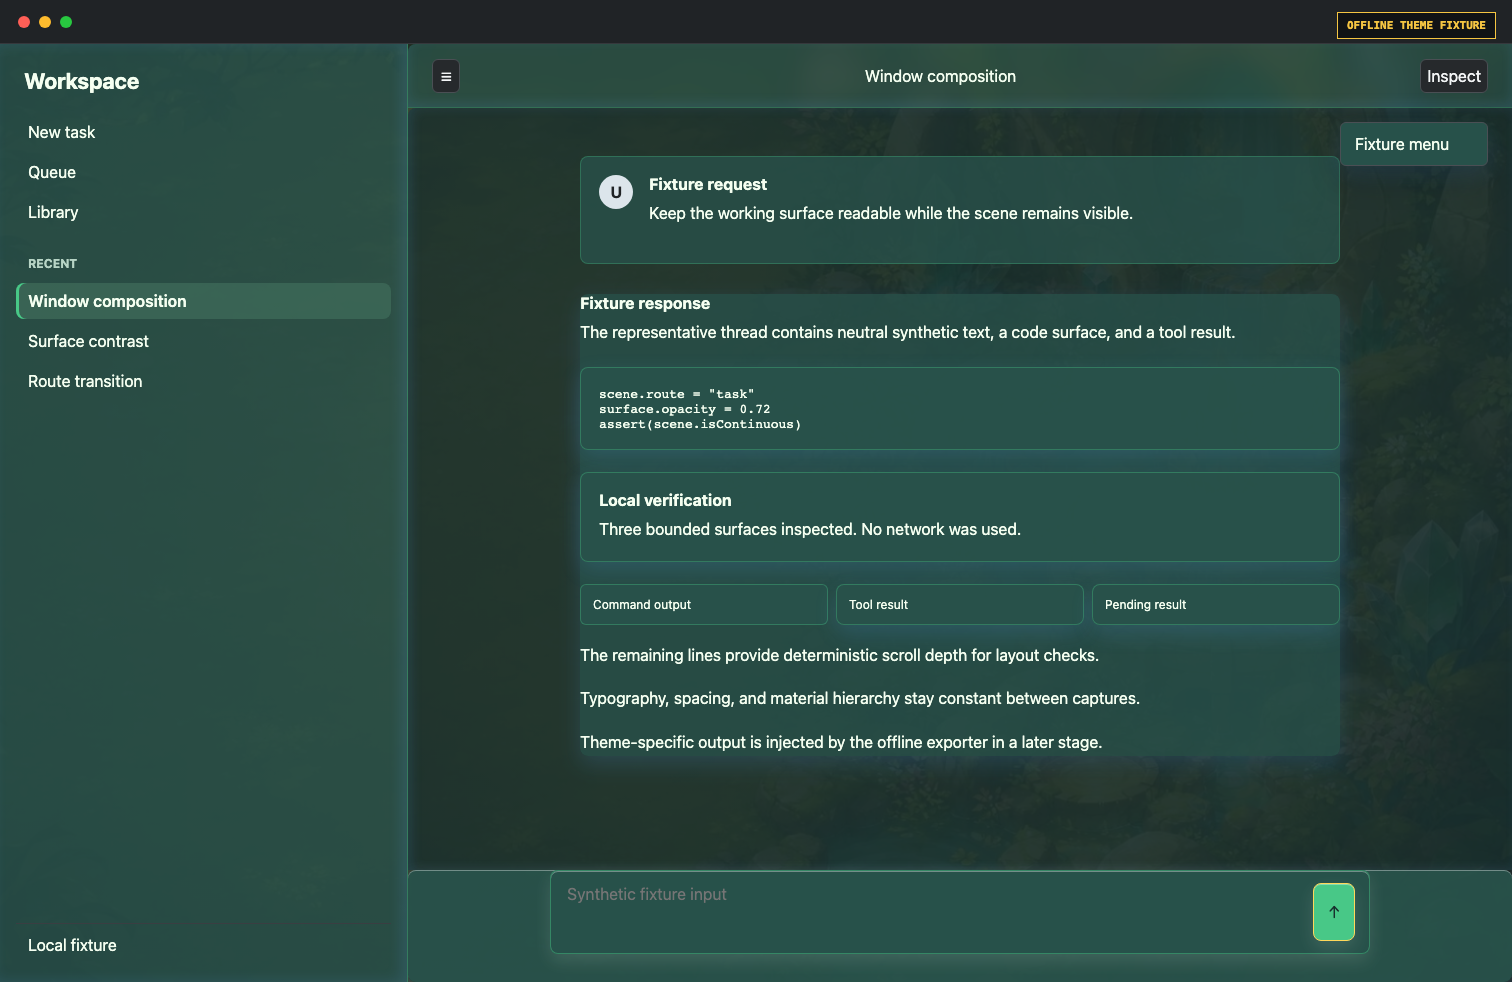 OFFLINE THEME FIXTURE
Workspace
New task
Queue
Library
RECENT
Window composition
Surface contrast
Route transition
Local fixture
Window composition
Inspect
Fixture menu
U
Fixture request
Keep the working surface readable while the scene remains visible.
Fixture response
The representative thread contains neutral synthetic text, a code surface, and a tool result.
scene.route = "task"
surface.opacity = 0.72
assert(scene.isContinuous)
Local verification
Three bounded surfaces inspected. No network was used.
Command output
Tool result
Pending result
The remaining lines provide deterministic scroll depth for layout checks.
Typography, spacing, and material hierarchy stay constant between captures.
Theme-specific output is injected by the offline exporter in a later stage.
Synthetic fixture input